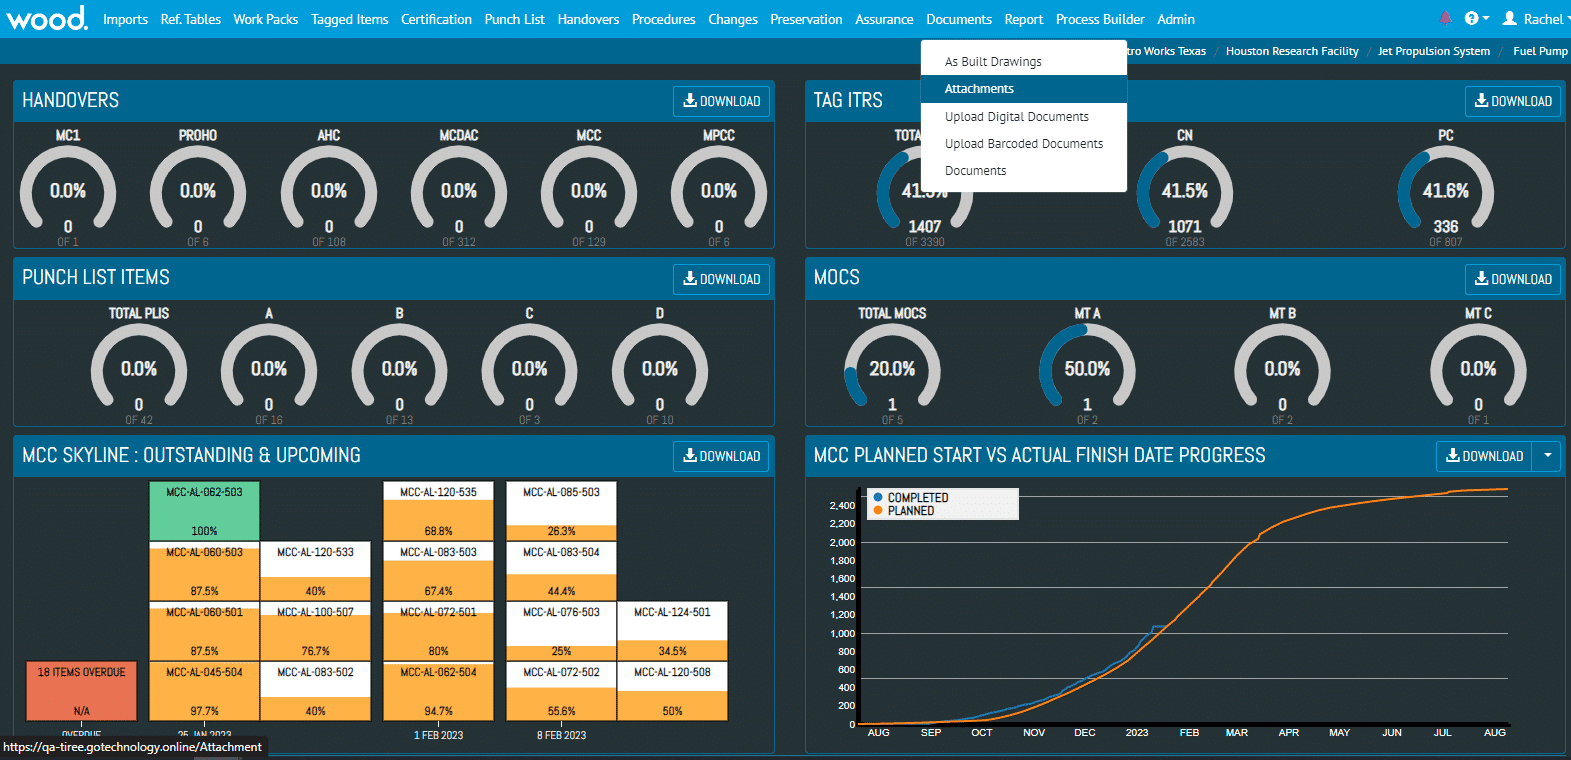 wood. Imports Ref. Tables Work Packs Tagged Items Certification Punch List Handovers Procedures Changes Preservation Assurance Documents Report Process Builder Admin ? Rachel
tro Works Texas / Houston Research Facility / Jet Propulsion System / Fuel Pump
As Built Drawings
Attachments
Upload Digital Documents
Upload Barcoded Documents
Documents
HANDOVERS DOWNLOAD
MC1 PROHO AHC MCDAC MCC MPCC
0.0% 0.0% 0.0% 0.0% 0.0% 0.0%
0 0 0 0 0 0
OF 1 OF 6 OF 108 OF 312 OF 129 OF 6
TAG ITRS DOWNLOAD
TOTA CN PC
41.5% 41.6%
1407 1071 336
OF 3390 OF 2583 OF 807
PUNCH LIST ITEMS DOWNLOAD
TOTAL PLIS A B C D
0.0% 0.0% 0.0% 0.0% 0.0%
0 0 0 0 0
OF 42 OF 16 OF 13 OF 3 OF 10
MOCS DOWNLOAD
TOTAL MOCS MT A MT B MT C
20.0% 50.0% 0.0% 0.0%
1 1 0 0
OF 5 OF 2 OF 2 OF 1
MCC SKYLINE : OUTSTANDING & UPCOMING DOWNLOAD
MCC-AL-062-503 MCC-AL-120-535 MCC-AL-085-503
100% 68.8% 26.3%
MCC-AL-060-503 MCC-AL-120-533 MCC-AL-083-503 MCC-AL-083-504
87.5% 40% 67.4% 44.4%
MCC-AL-060-501 MCC-AL-100-507 MCC-AL-072-501 MCC-AL-076-503 MCC-AL-124-501
87.5% 76.7% 80% 25% 34.5%
18 ITEMS OVERDUE MCC-AL-045-504 MCC-AL-083-502 MCC-AL-062-504 MCC-AL-072-502 MCC-AL-120-508
N/A 97.7% 40% 94.7% 55.6% 50%
OVERDUE 25 JAN 2023 1 FEB 2023 8 FEB 2023
MCC PLANNED START VS ACTUAL FINISH DATE PROGRESS DOWNLOAD
COMPLETED
PLANNED
2,400
2,200
2,000
1,800
1,600
1,400
1,200
1,000
800
600
400
200
0
AUG SEP OCT NOV DEC 2023 FEB MAR APR MAY JUN JUL AUG
https://qa-tiree.gotechnology.online/Attachment